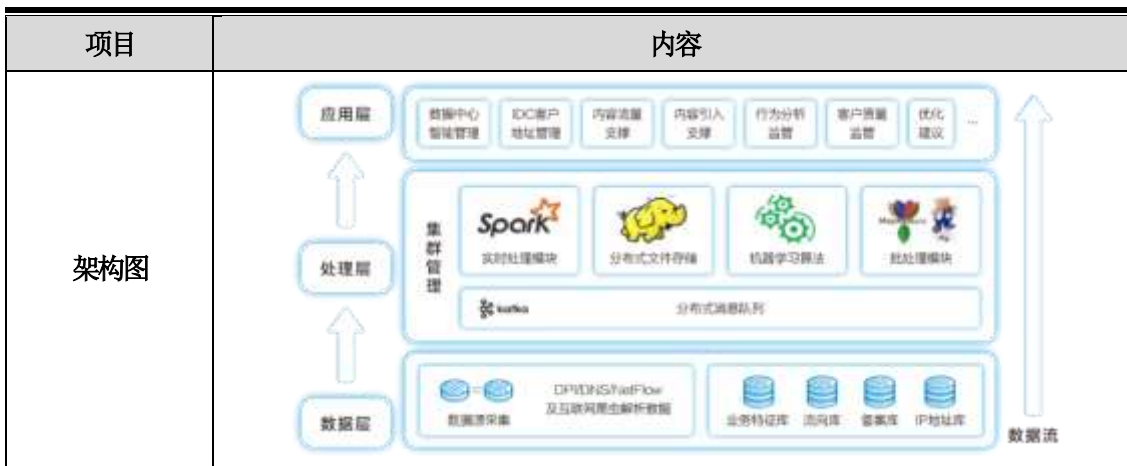 项目
内容
架构图
应用层
数据中心
智能管理
IDC客户
地址管理
内容流量
支撑
内容引入
支撑
行为分析
监管
客户质量
监管
优化
建议
...
处理层
集群管理
Spark
实时处理模块
分布式文件存储
机器学习算法
批处理模块
kafka
分布式消息队列
数据层
数据源采集
DPI/DNS/NetFlow
及互联网爬虫解析数据
业务特征库
流向库
备案库
IP地址库
数据流